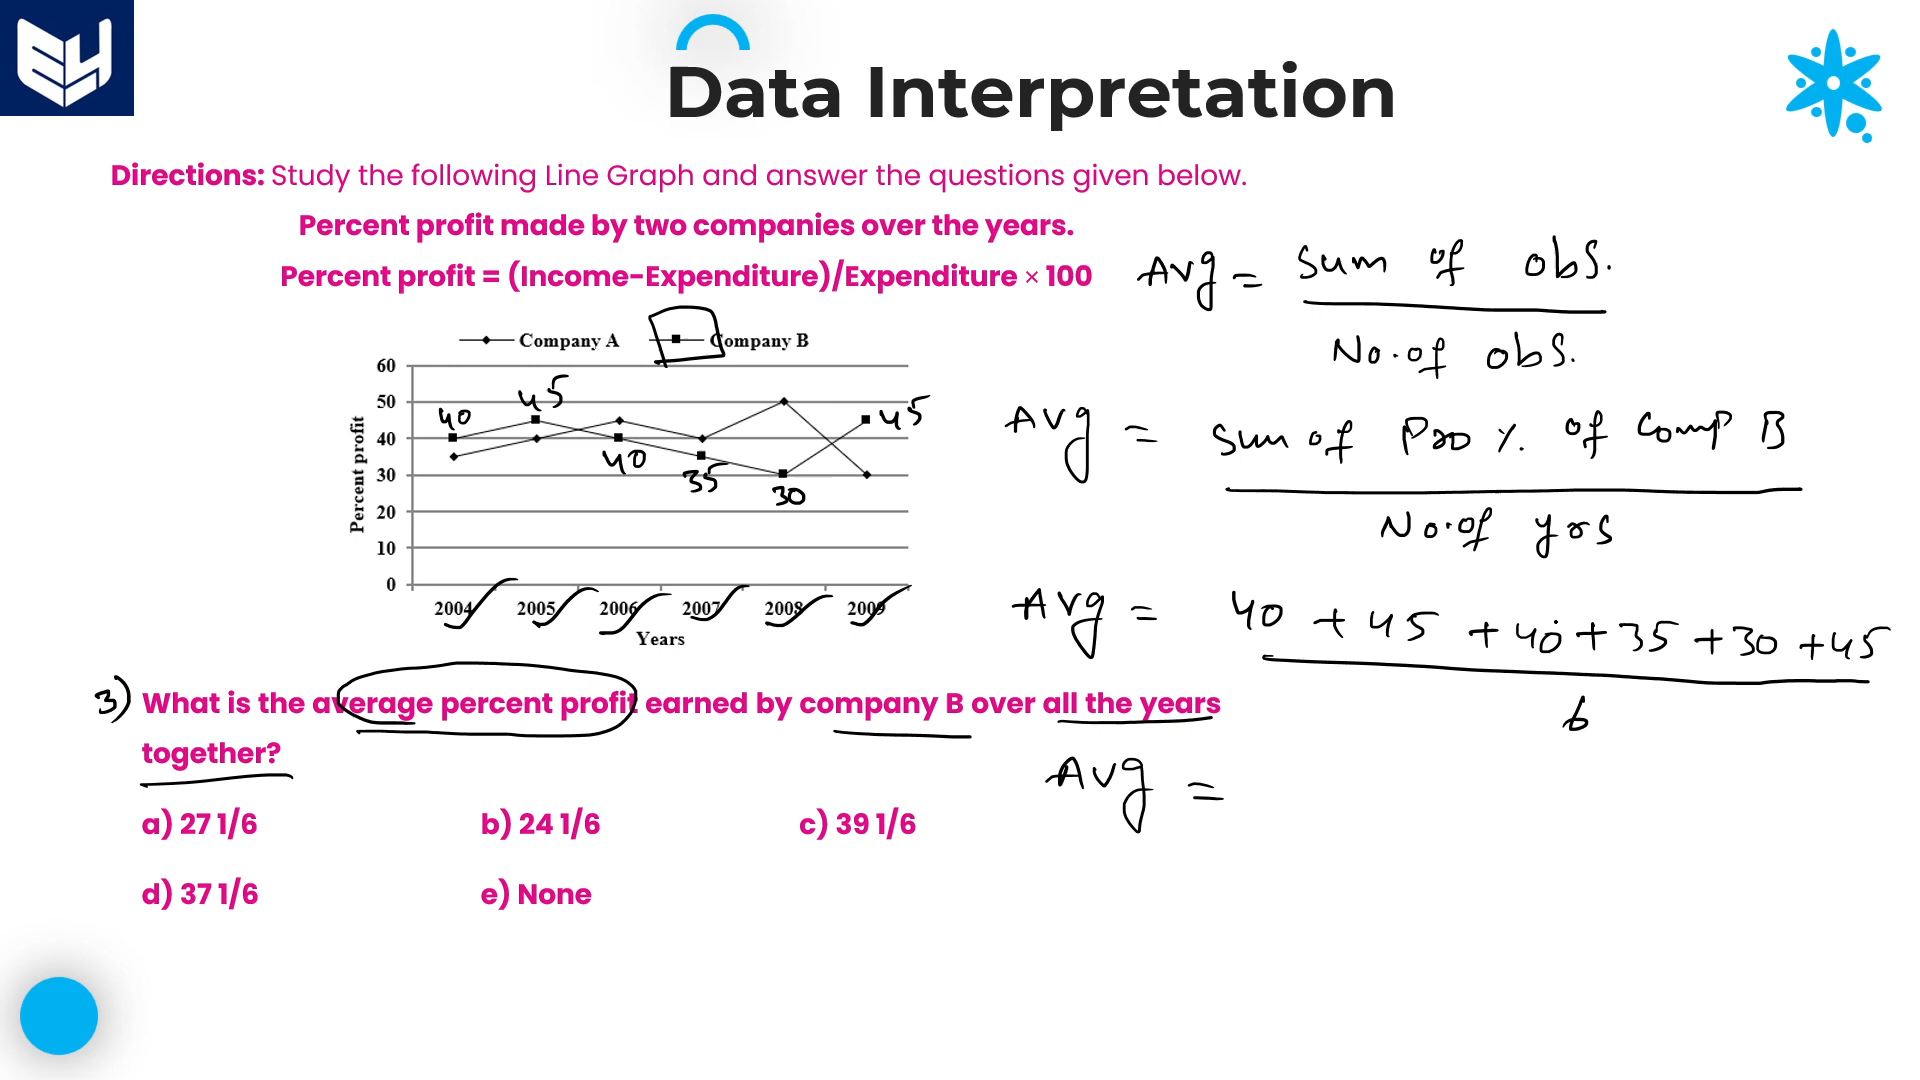 Data Interpretation
Directions: Study the following Line Graph and answer the questions given below.
Percent profit made by two companies over the years.
Percent profit = (Income-Expenditure)/Expenditure × 100
Avg = Sum of obs.
No. of obs.
Company A Company B
60
50
40
30
20
10
0
Percent profit
40 45 40 35 30 45
2004 2005 2006 2007 2008 2009
Years
Avg = Sum of Pro %. of Comp B
No. of yrs
Avg = 40 + 45 + 40 + 35 + 30 + 45
6
3) What is the average percent profit earned by company B over all the years
together?
Avg =
a) 27 1/6 b) 24 1/6 c) 39 1/6
d) 37 1/6 e) None